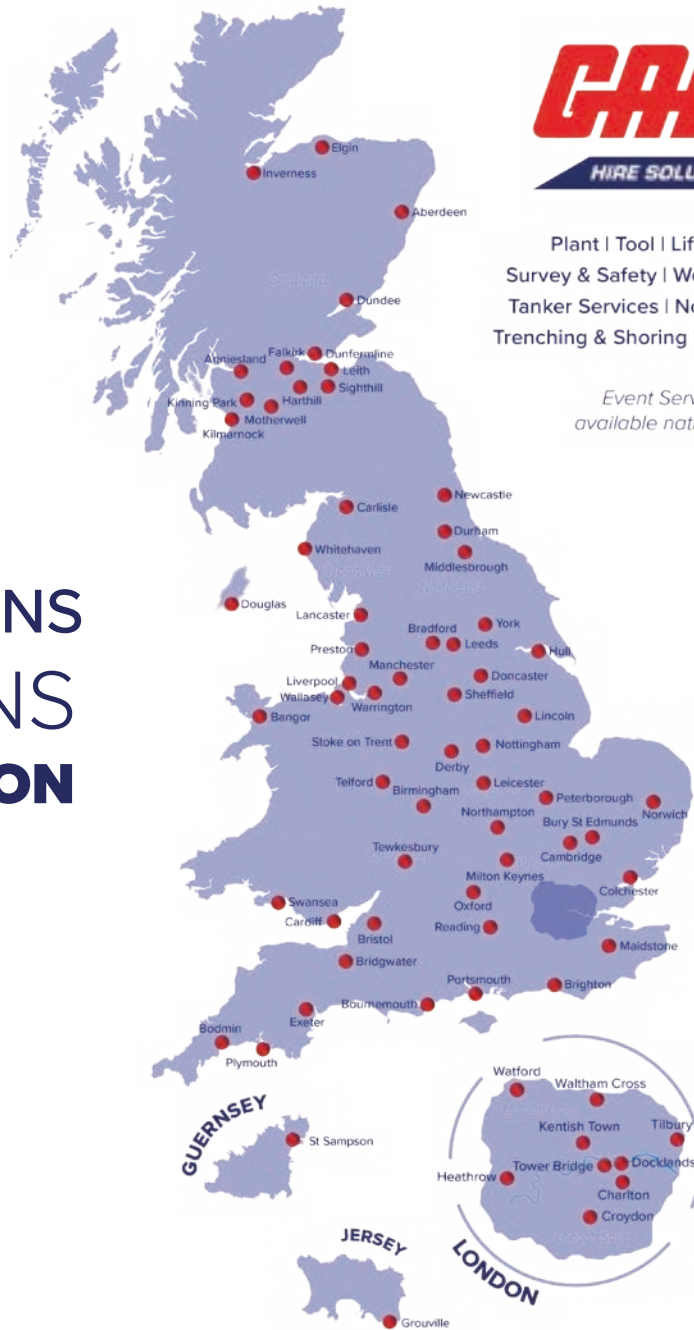 GA
HIRE SOLU
Plant | Tool | Lif
Survey & Safety | We
Tanker Services | No
Trenching & Shoring
Event Serv
available nati
NS
NS
ON
Elgin
Inverness
Aberdeen
Scotland
Dundee
Falkirk
Dunfermline
Anniesland
Leith
Sighthill
Kinning Park
Harthill
Motherwell
Kilmarnock
Newcastle
Carlisle
Durham
Whitehaven
Middlesbrough
Douglas
Lancaster
York
Bradford
Leeds
Preston
Hull
Manchester
Doncaster
Liverpool
Wallasey
Warrington
Sheffield
Bangor
Lincoln
Stoke on Trent
Nottingham
Derby
Telford
Leicester
Birmingham
Peterborough
Norwich
Northampton
Bury St Edmunds
Cambridge
Tewkesbury
Milton Keynes
Colchester
Oxford
Swansea
Cardiff
Bristol
Reading
Maidstone
Bridgwater
Portsmouth
Brighton
Bournemouth
Exeter
Bodmin
Plymouth
GUERNSEY
St Sampson
Watford
Waltham Cross
Kentish Town
Tilbury
Tower Bridge
Docklands
Heathrow
Charlton
Croydon
LONDON
JERSEY
Grouville